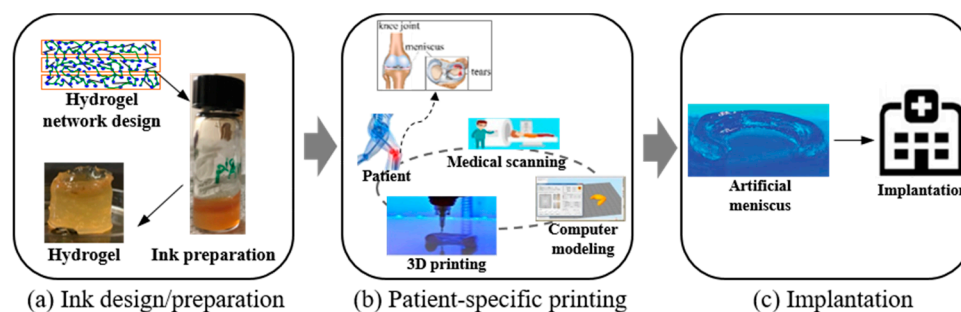 Hydrogel
network design
Hydrogel
Ink preparation
(a) Ink design/preparation
knee joint
meniscus
tears
Patient
Medical scanning
Computer
modeling
3D printing
(b) Patient-specific printing
Artificial
meniscus
Implantation
(c) Implantation